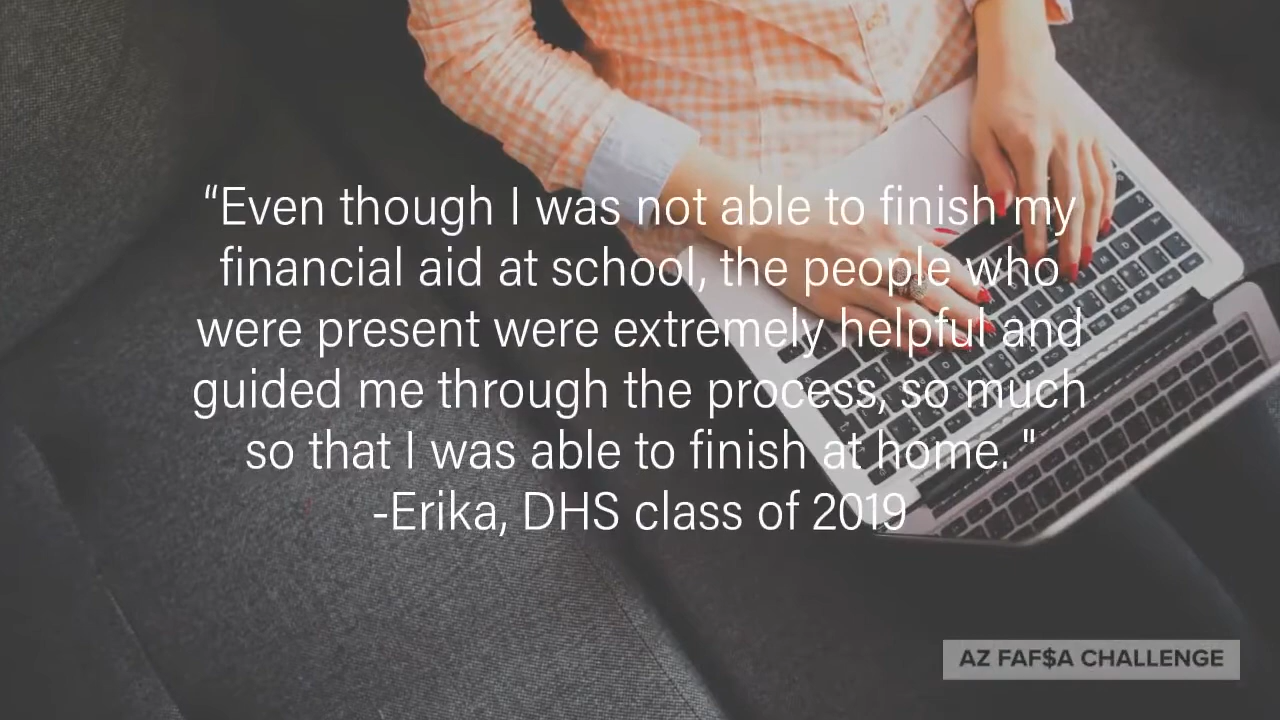 “Even though I was not able to finish my
financial aid at school, the people who
were present were extremely helpful and
guided me through the process, so much
so that I was able to finish at home."
-Erika, DHS class of 2019
AZ FAF$A CHALLENGE